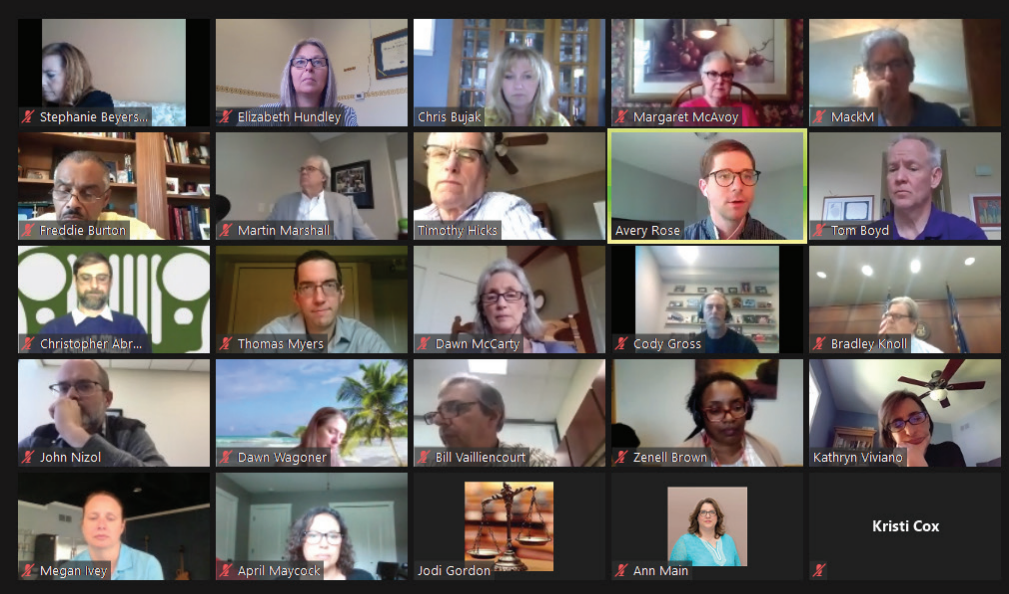 Stephanie Beyers...
Elizabeth Hundley
Chris Bujak
Margaret McAvoy
MackM
Freddie Burton
Martin Marshall
Timothy Hicks
Avery Rose
Tom Boyd
Christopher Abr...
Thomas Myers
Dawn McCarty
Cody Gross
Bradley Knoll
John Nizol
Dawn Wagoner
Bill Vailliencourt
Zenell Brown
Kathryn Viviano
Megan Ivey
April Maycock
Jodi Gordon
Ann Main
Kristi Cox